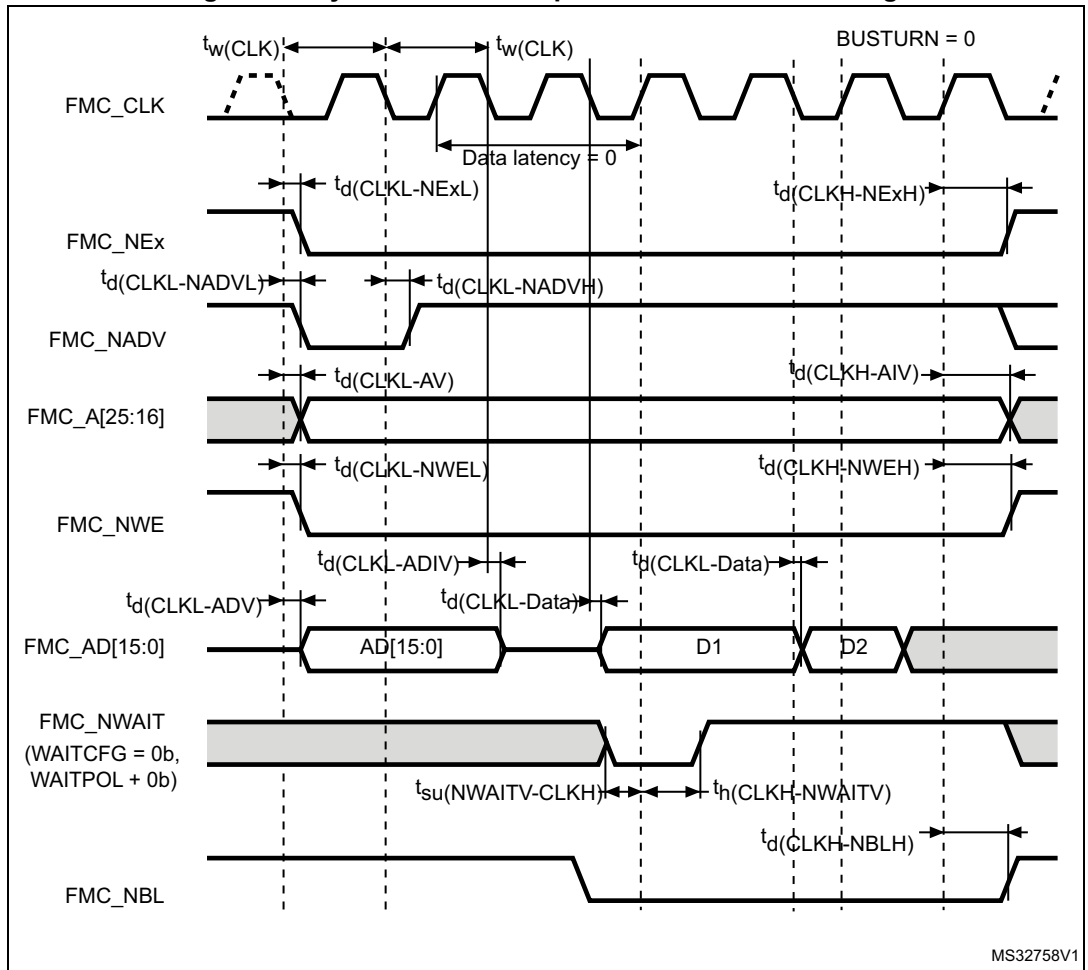 tw(CLK) tw(CLK) BUSTURN = 0
FMC_CLK
Data latency = 0
td(CLKL-NExL) td(CLKH-NExH)
FMC_NEx
td(CLKL-NADVL) td(CLKL-NADVH)
FMC_NADV
td(CLKL-AV) td(CLKH-AIV)
FMC_A[25:16]
td(CLKL-NWEL) td(CLKH-NWEH)
FMC_NWE
td(CLKL-ADIV) td(CLKL-Data)
td(CLKL-ADV) td(CLKL-Data)
FMC_AD[15:0] AD[15:0] D1 D2
FMC_NWAIT
(WAITCFG = 0b,
WAITPOL + 0b)
tsu(NWAITV-CLKH) th(CLKH-NWAITV)
td(CLKH-NBLH)
FMC_NBL
MS32758V1